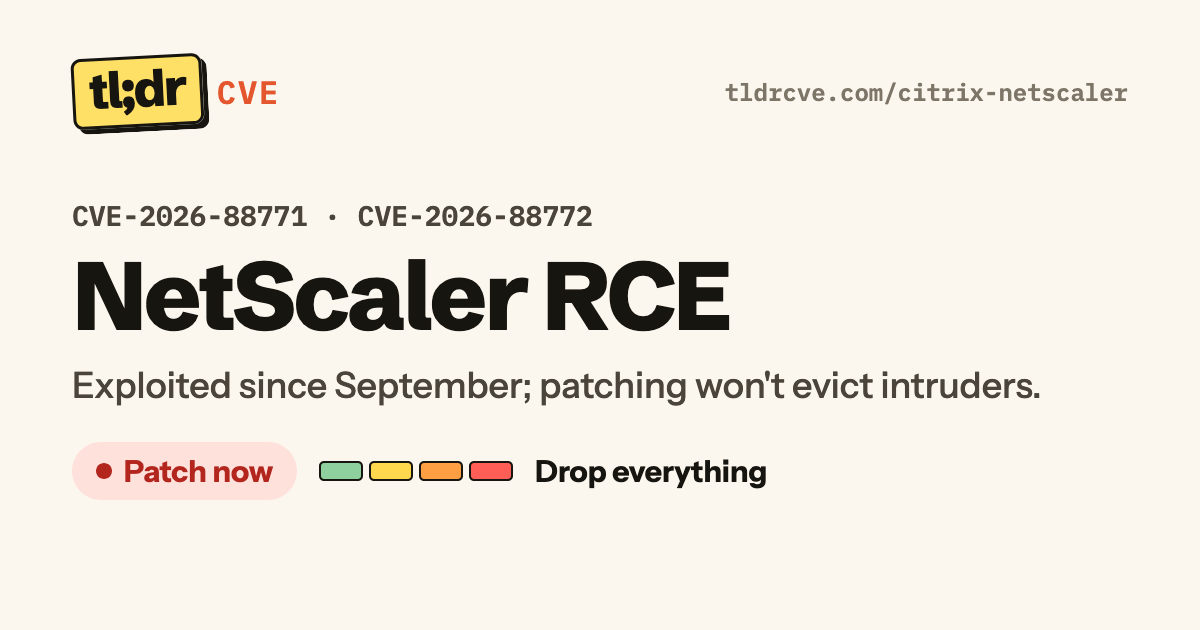 tl;dr CVE
tldrcve.com/citrix-netscaler
CVE-2026-88771 · CVE-2026-88772
NetScaler RCE
Exploited since September; patching won't evict intruders.
Patch now
Drop everything